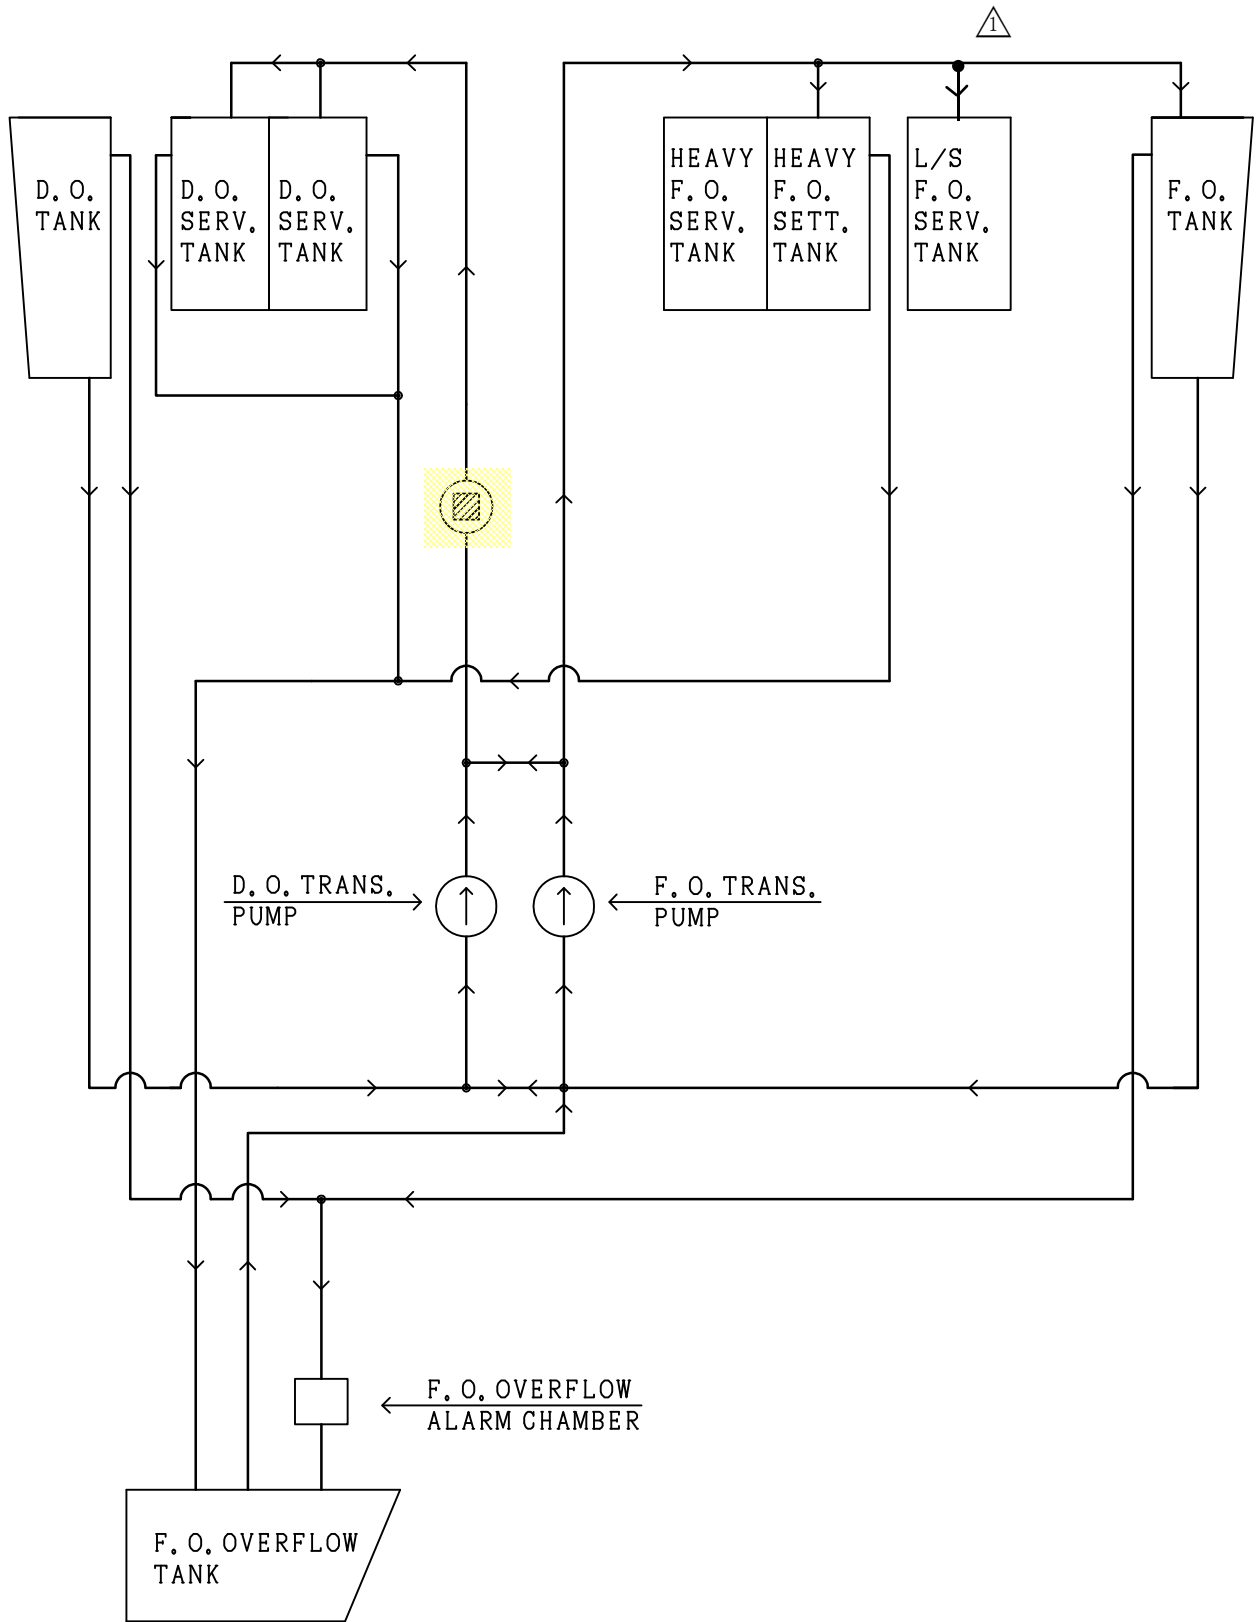 1
D.O.
TANK
D.O.
SERV.
TANK
D.O.
SERV.
TANK
HEAVY
F.O.
SERV.
TANK
HEAVY
F.O.
SETT.
TANK
L/S
F.O.
SERV.
TANK
F.O.
TANK
D.O. TRANS.
PUMP
F.O. TRANS.
PUMP
F.O. OVERFLOW
ALARM CHAMBER
F.O. OVERFLOW
TANK